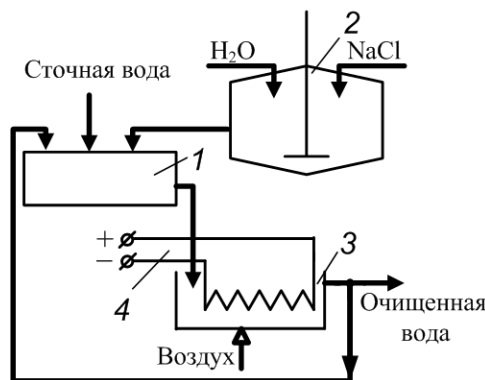 2
H₂O
NaCl
Сточная вода
1
+
3
−
4
Очищенная
вода
Воздух